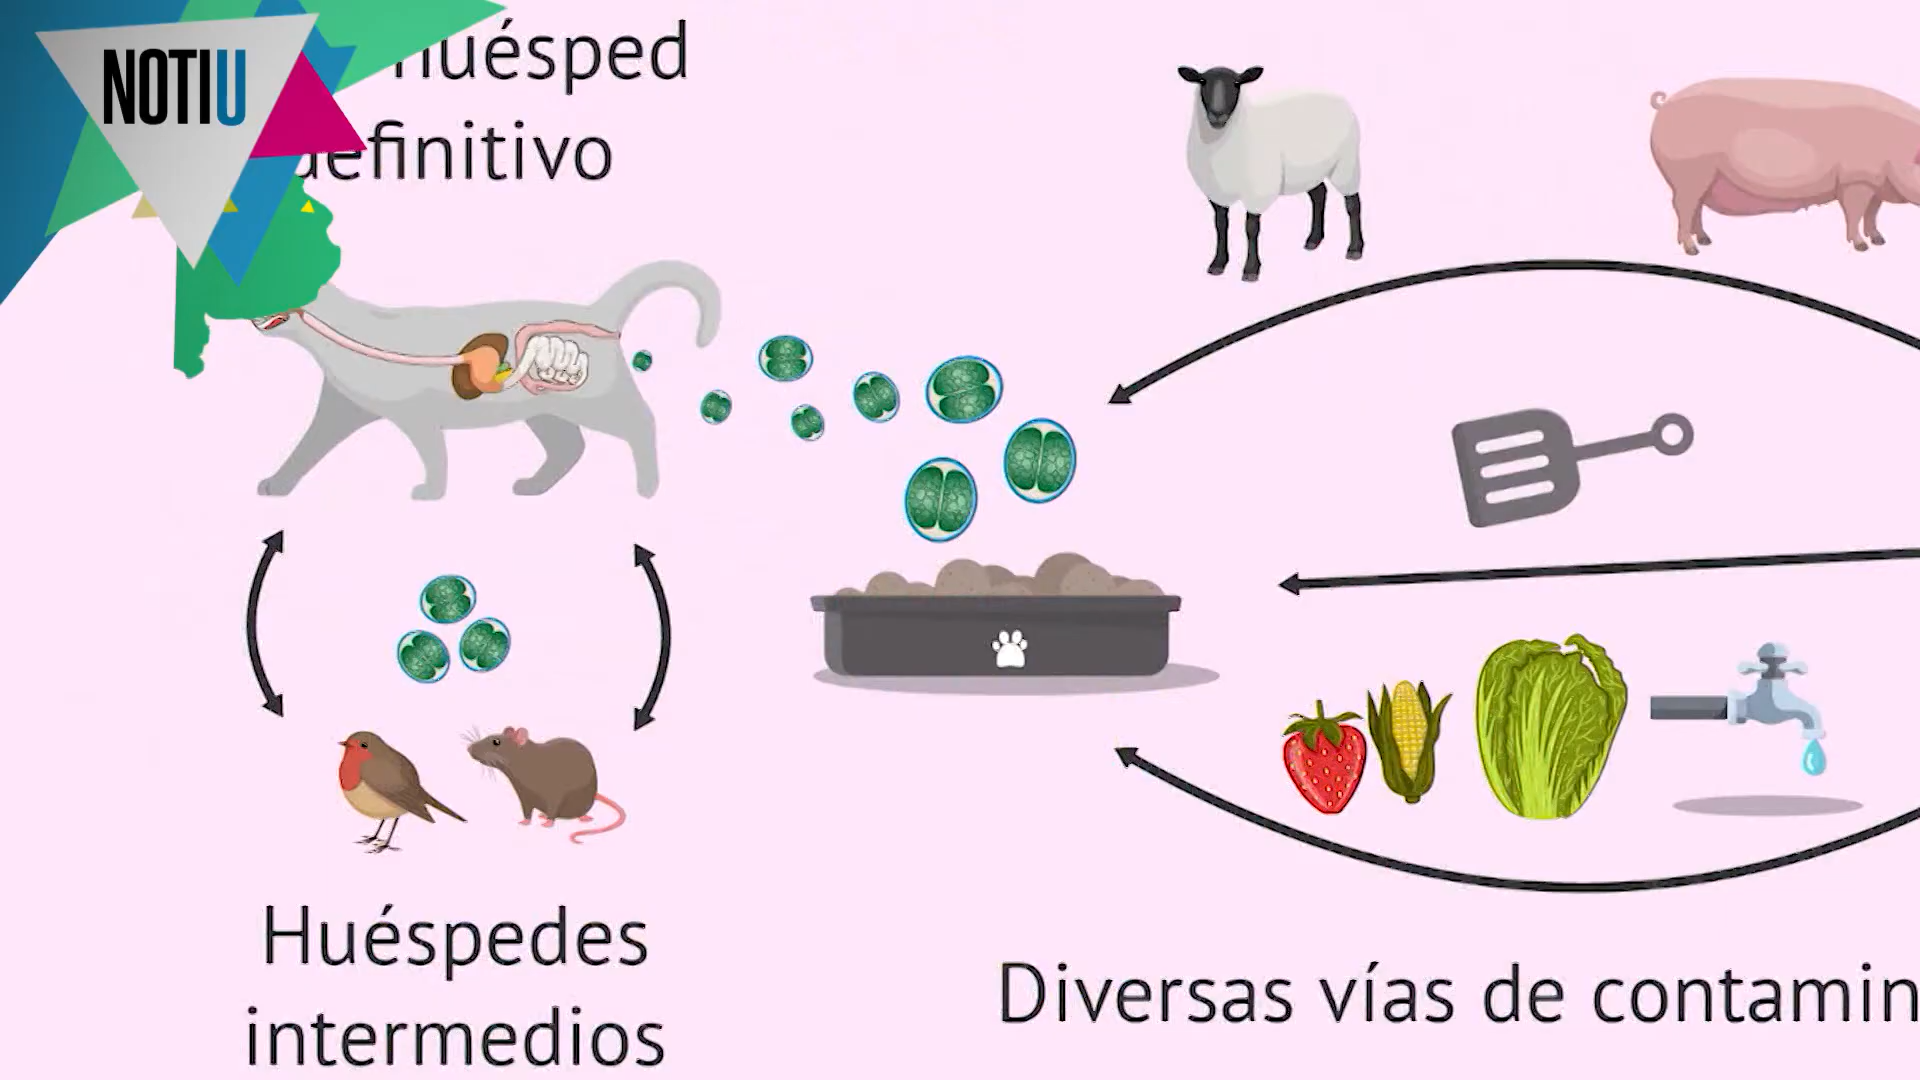 NOTIU
huésped
definitivo
Huéspedes
intermedios
Diversas vías de contamin